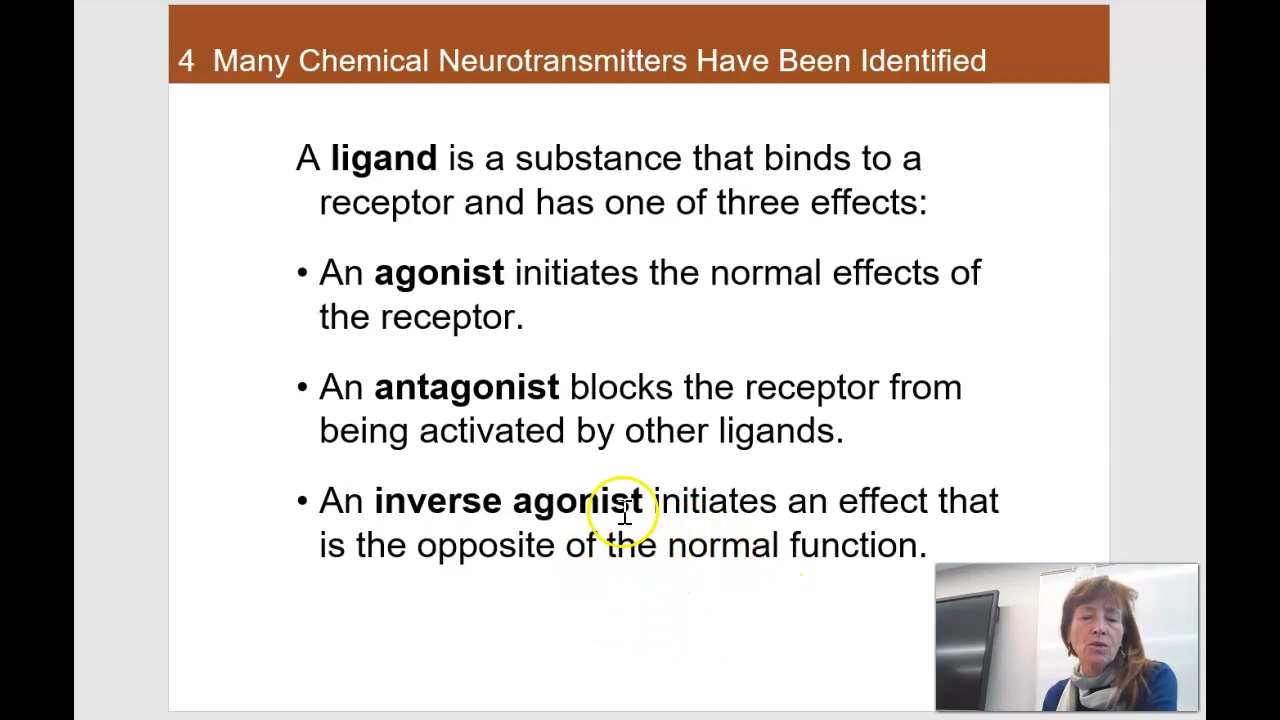 4 Many Chemical Neurotransmitters Have Been Identified
A ligand is a substance that binds to a
receptor and has one of three effects:
• An agonist initiates the normal effects of
the receptor.
• An antagonist blocks the receptor from
being activated by other ligands.
• An inverse agonist initiates an effect that
is the opposite of the normal function.